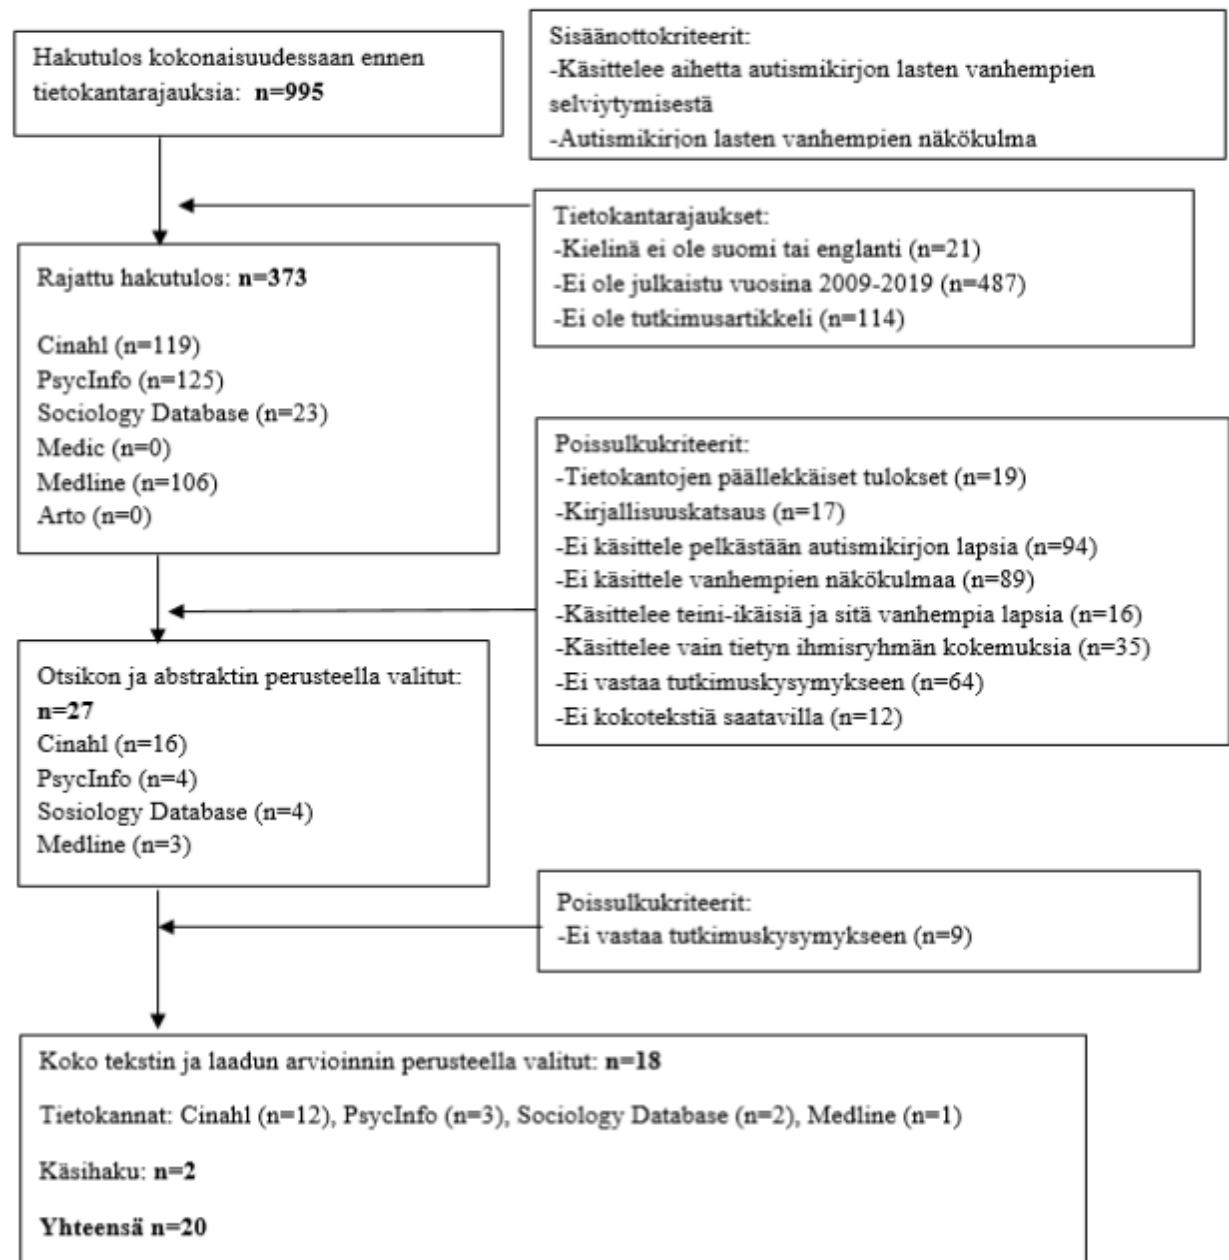 Hakutulos kokonaisuudessaan ennen
tietokantarajauksia: n=995
Sisäänottokriteerit:
-Käsittelee aihetta autismikirjon lasten vanhempien
selviytymisestä
-Autismikirjon lasten vanhempien näkökulma
Tietokantarajaukset:
-Kielinä ei ole suomi tai englanti (n=21)
-Ei ole julkaistu vuosina 2009-2019 (n=487)
-Ei ole tutkimusartikkeli (n=114)
Rajattu hakutulos: n=373
Cinahl (n=119)
PsycInfo (n=125)
Sociology Database (n=23)
Medic (n=0)
Medline (n=106)
Arto (n=0)
Poissulkukriteerit:
-Tietokantojen päällekkäiset tulokset (n=19)
-Kirjallisuuskatsaus (n=17)
-Ei käsittele pelkästään autismikirjon lapsia (n=94)
-Ei käsittele vanhempien näkökulmaa (n=89)
-Käsittelee teini-ikäisiä ja sitä vanhempia lapsia (n=16)
-Käsittelee vain tietyn ihmisryhmän kokemuksia (n=35)
-Ei vastaa tutkimuskysymykseen (n=64)
-Ei kokotekstiä saatavilla (n=12)
Otsikon ja abstraktin perusteella valitut:
n=27
Cinahl (n=16)
PsycInfo (n=4)
Sosiology Database (n=4)
Medline (n=3)
Poissulkukriteerit:
-Ei vastaa tutkimuskysymykseen (n=9)
Koko tekstin ja laadun arvioinnin perusteella valitut: n=18
Tietokannat: Cinahl (n=12), PsycInfo (n=3), Sociology Database (n=2), Medline (n=1)
Käsihaku: n=2
Yhteensä n=20